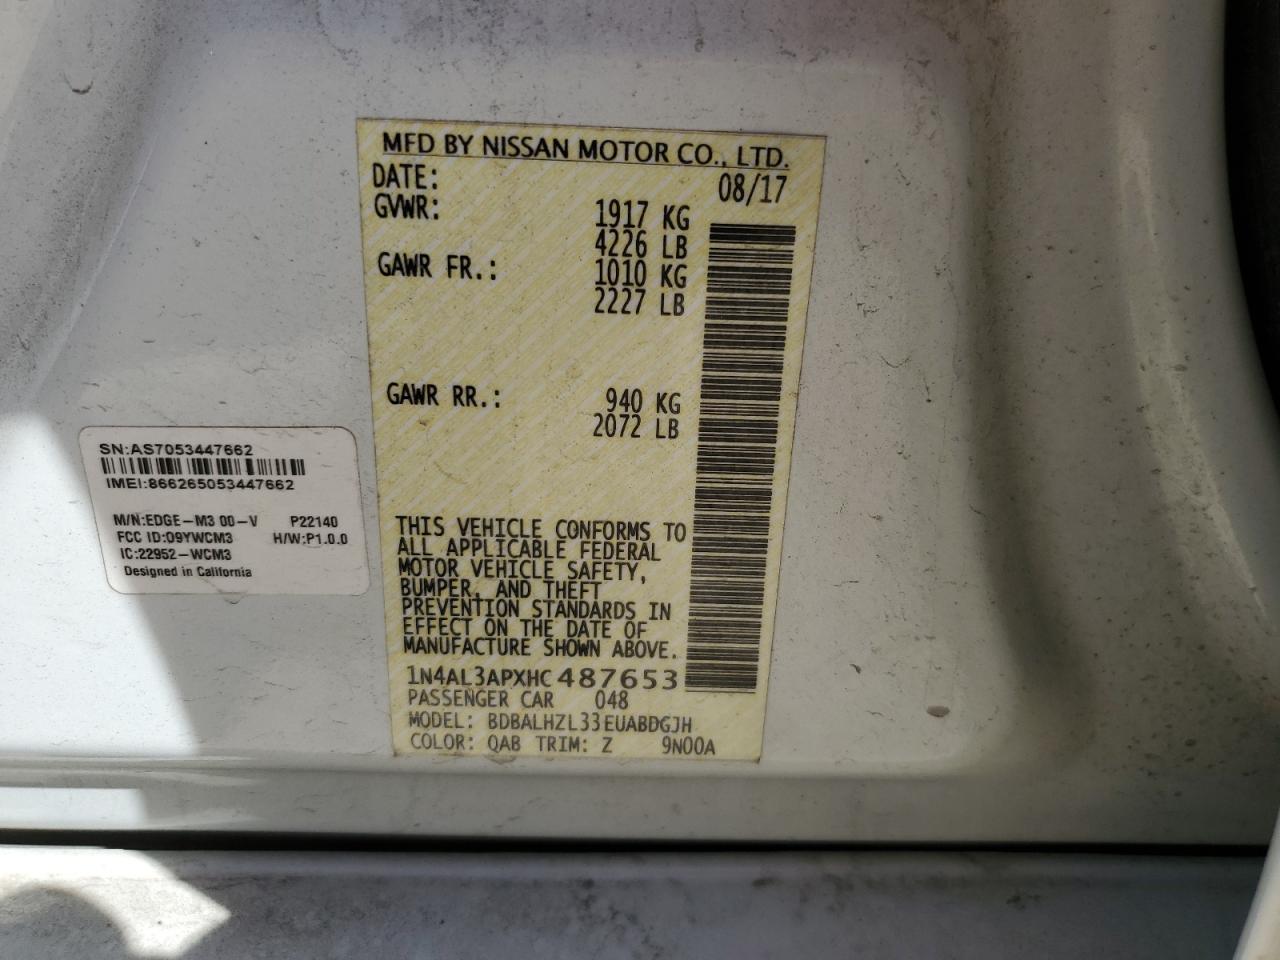 MFD BY NISSAN MOTOR CO., LTD.
DATE: 08/17
GVWR: 1917 KG
4226 LB
GAWR FR.: 1010 KG
2227 LB
GAWR RR.: 940 KG
2072 LB
THIS VEHICLE CONFORMS TO
ALL APPLICABLE FEDERAL
MOTOR VEHICLE SAFETY,
BUMPER, AND THEFT
PREVENTION STANDARDS IN
EFFECT ON THE DATE OF
MANUFACTURE SHOWN ABOVE.
1N4AL3APXHC487653
PASSENGER CAR 048
MODEL: BDBALHZL33EUABDGJH
COLOR: QAB TRIM: Z 9N00A
SN:AS7053447662
IMEI:866265053447662
M/N:EDGE-M3 00-V P22140
FCC ID:O9YWCM3 H/W:P1.0.0
IC:22952-WCM3
Designed in California